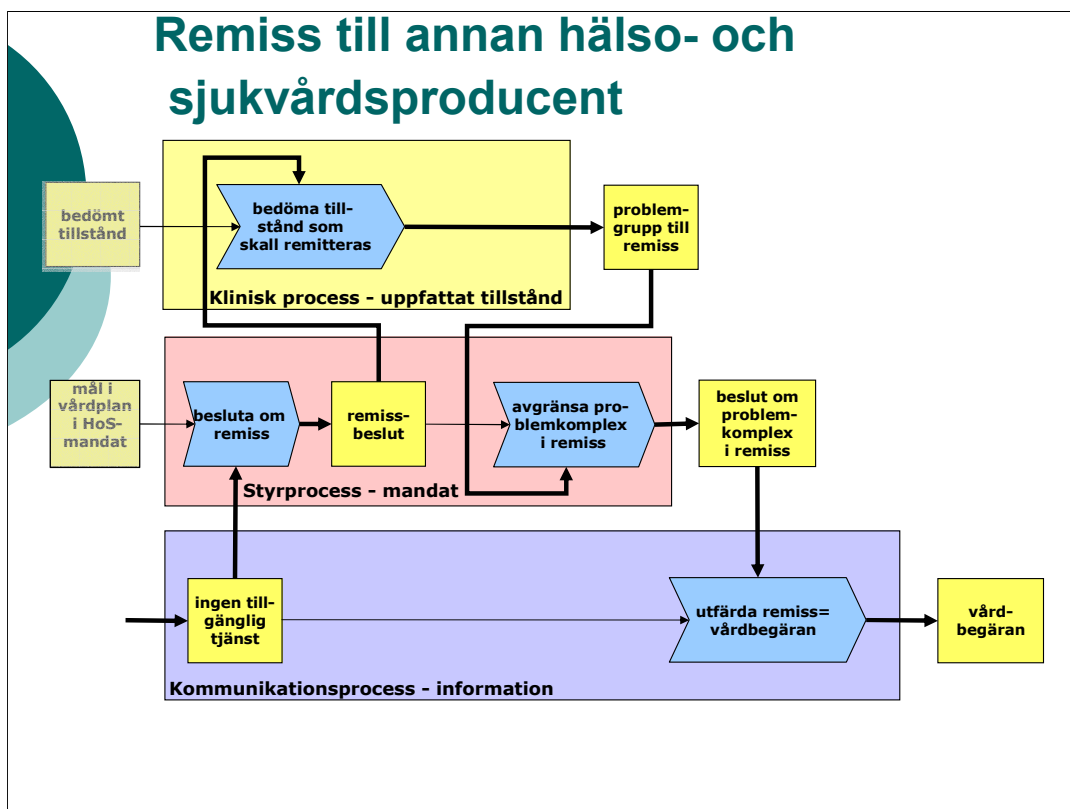 Remiss till annan hälso- och
sjukvårdsproducent
bedömt
tillstånd
bedöma till-
stånd som
skall remitteras
problem-
grupp till
remiss
Klinisk process - uppfattat tillstånd
mål i
vårdplan
i HoS-
mandat
besluta om
remiss
remiss-
beslut
avgränsa pro-
blemkomplex
i remiss
beslut om
problem-
komplex
i remiss
Styrprocess - mandat
ingen till-
gänglig
tjänst
utfärda remiss=
vårdbegäran
vård-
begäran
Kommunikationsprocess - information